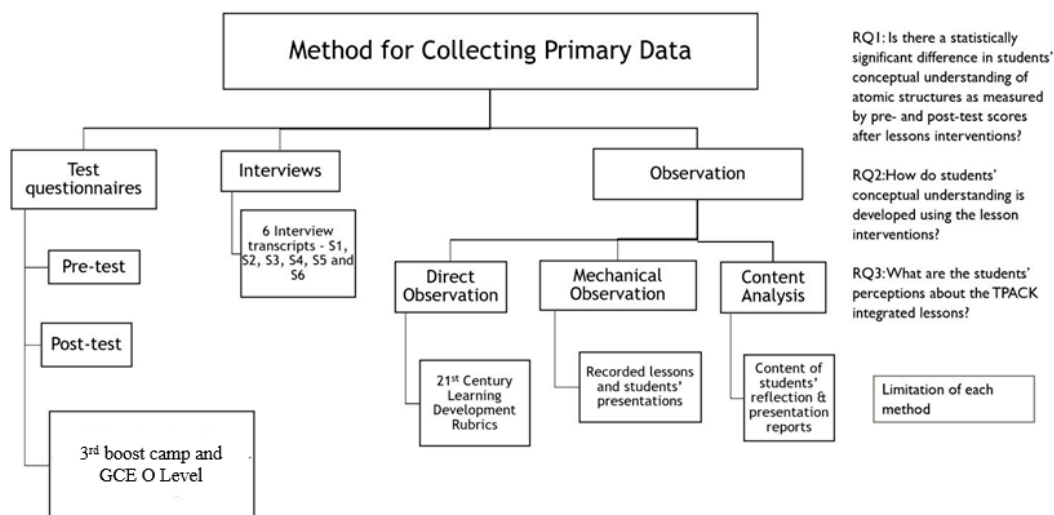 Method for Collecting Primary Data
Test
questionnaires
Pre-test
Post-test
3rd boost camp and
GCE O Level
Interviews
6 Interview
transcripts - S1,
S2, S3, S4, S5 and
S6
Observation
Direct
Observation
21st Century
Learning
Development
Rubrics
Mechanical
Observation
Recorded lessons
and students’
presentations
Content
Analysis
Content of
students’
reflection &
presentation
reports
RQ1: Is there a statistically
significant difference in students’
conceptual understanding of
atomic structures as measured
by pre- and post-test scores
after lessons interventions?
RQ2: How do students’
conceptual understanding is
developed using the lesson
interventions?
RQ3: What are the students’
perceptions about the TPACK
integrated lessons?
Limitation of each
method